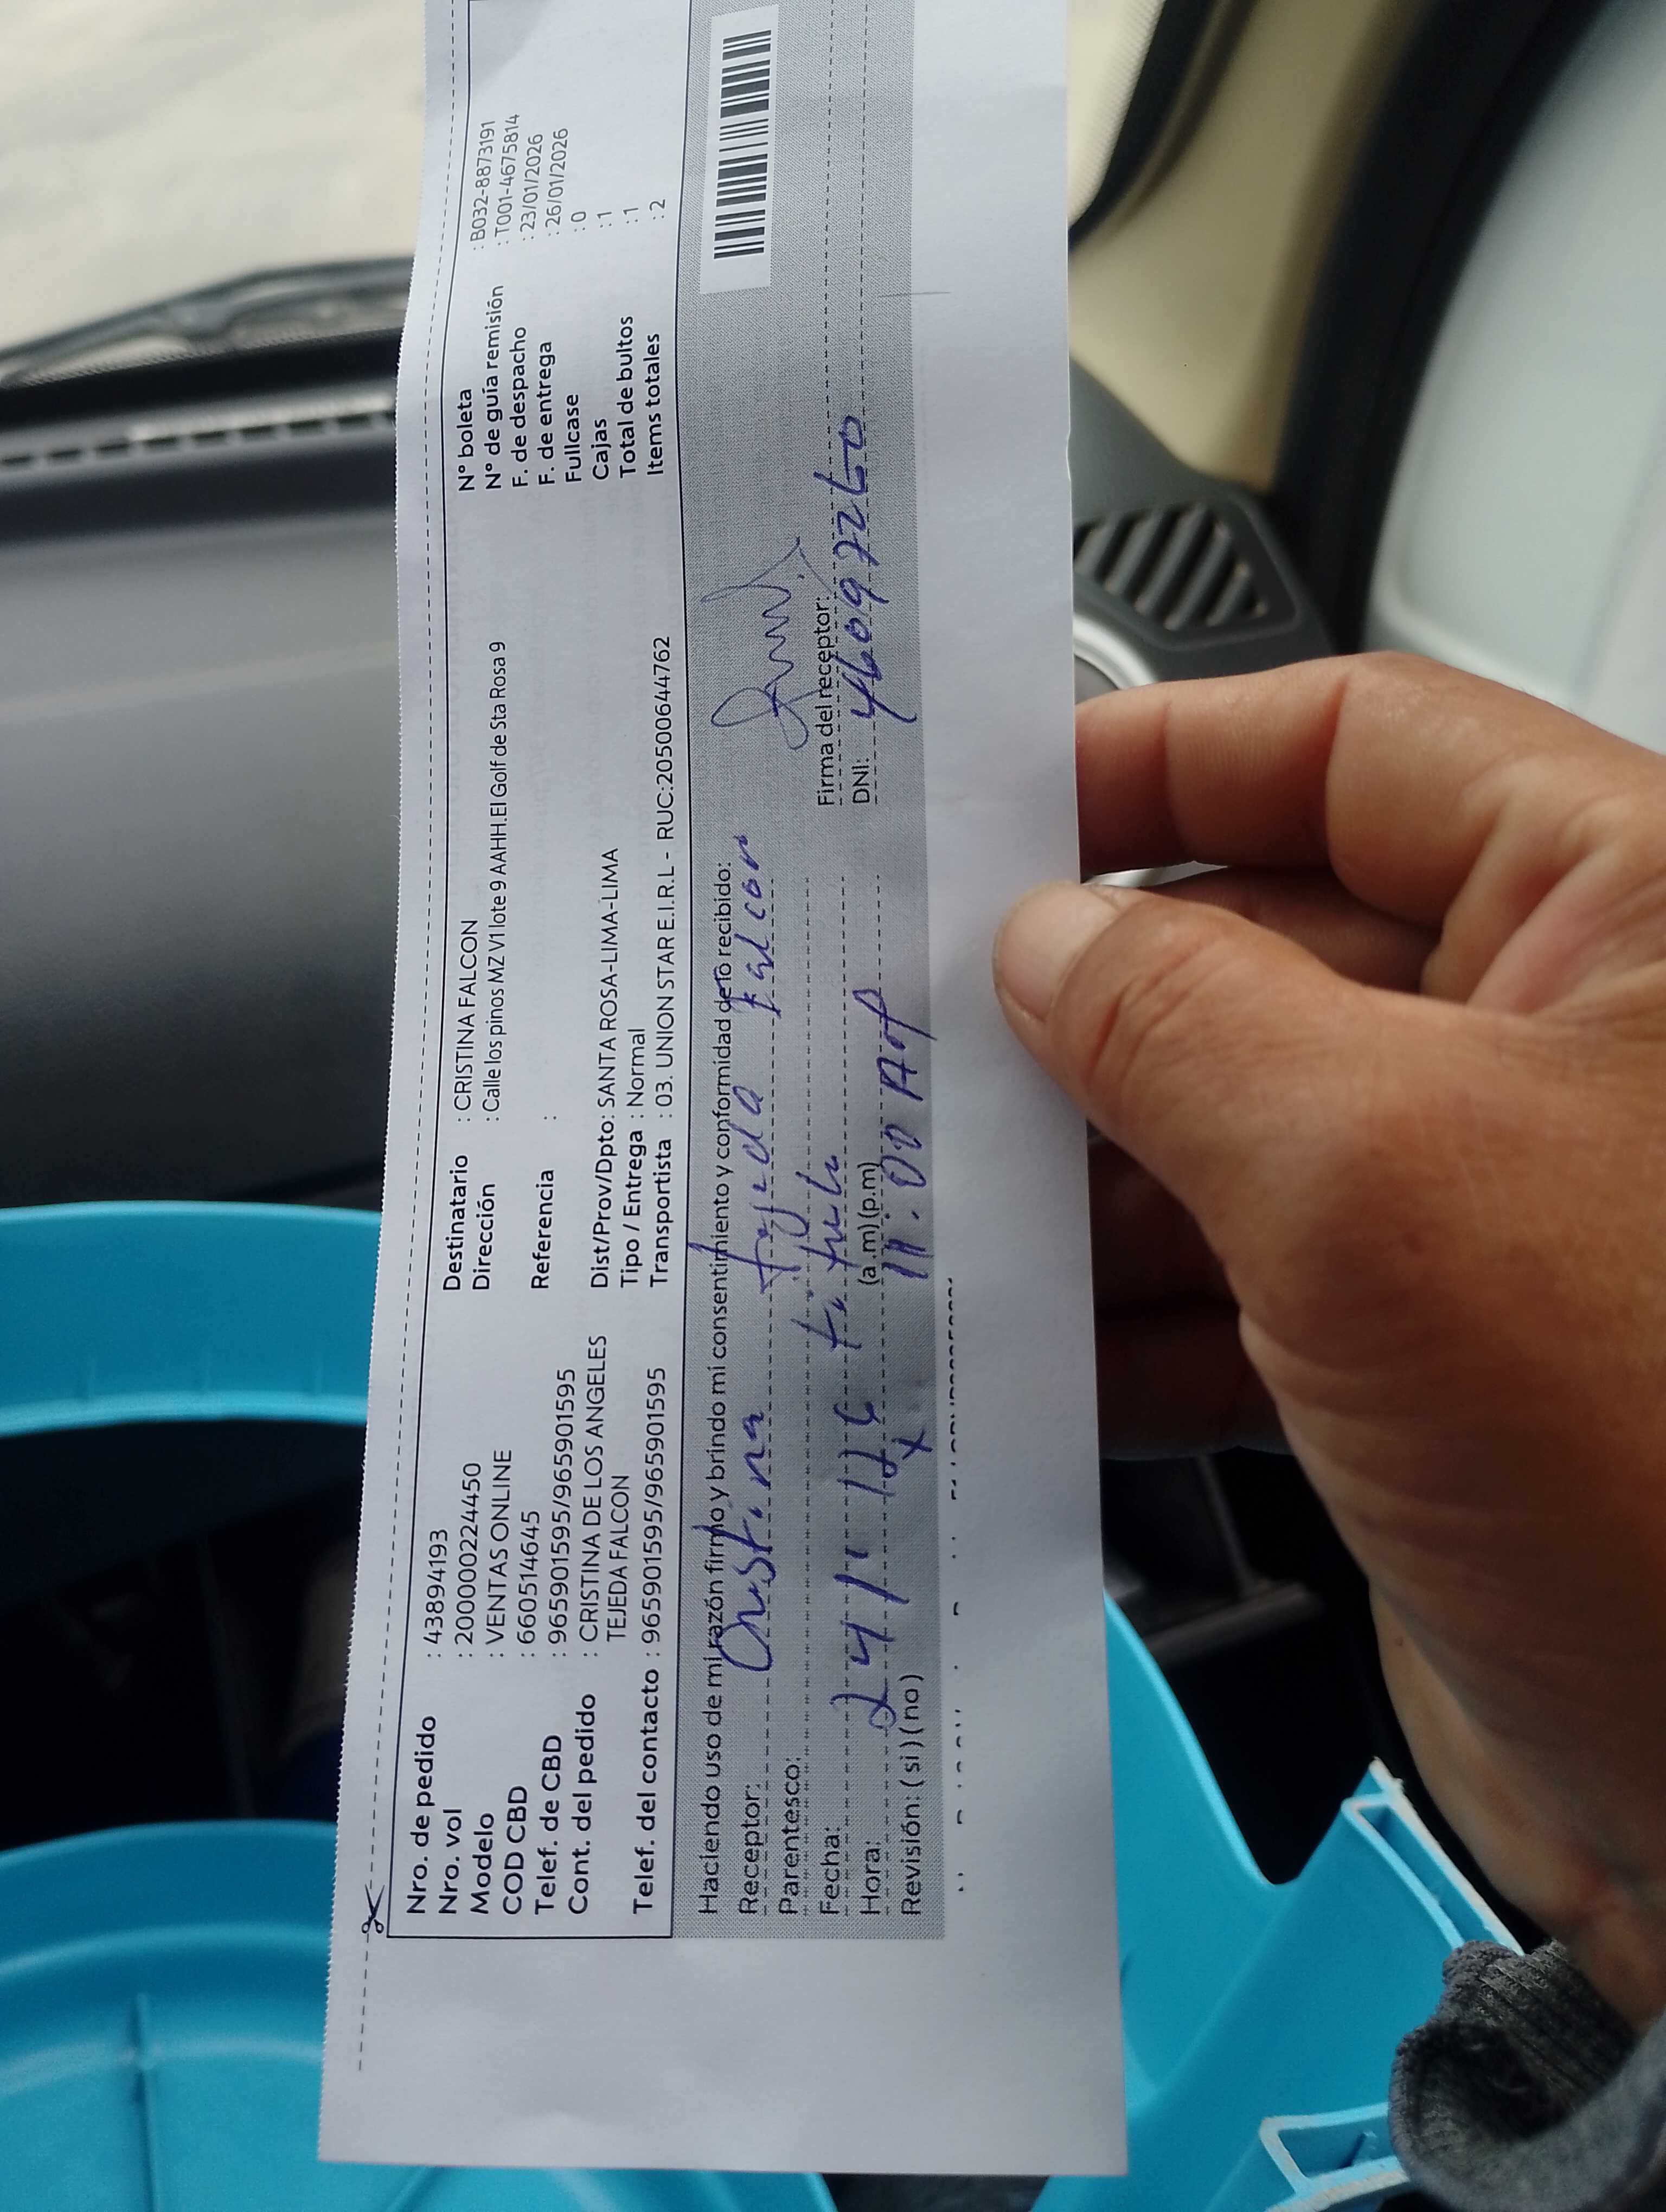 Nro. de pedido : 43894193
Nro. vol : 200000224450
Modelo : VENTAS ONLINE
COD CBD : 660514645
Telef. de CBD : 965901595/965901595
Cont. del pedido : CRISTINA DE LOS ANGELES
TEJEDA FALCON
Telef. del contacto : 965901595/965901595
Destinatario : CRISTINA FALCON
Dirección : Calle los pinos MZ V1 lote 9 AAHH.El Golf de Sta Rosa 9
Referencia :
Dist/Prov/Dpto: SANTA ROSA-LIMA-LIMA
Tipo / Entrega : Normal
Transportista : 03. UNION STAR E.I.R.L - RUC:20500644762
N° boleta : B032-8873191
N° de guía remisión : T001-4675814
F. de despacho : 23/01/2026
F. de entrega : 26/01/2026
Fullcase : 0
Cajas : 1
Total de bultos : 1
Items totales : 2
Haciendo uso de mi razón firmo y brindo mi consentimiento y conformidad de lo recibido:
Receptor: Cristina Tejeda Falcon
Parentesco: titular
Fecha: 24/1/26
Hora: (a.m)(p.m) 11:00 AM
Revisión: ( si ) ( no ) x
Firma del receptor:
DNI: 46097260